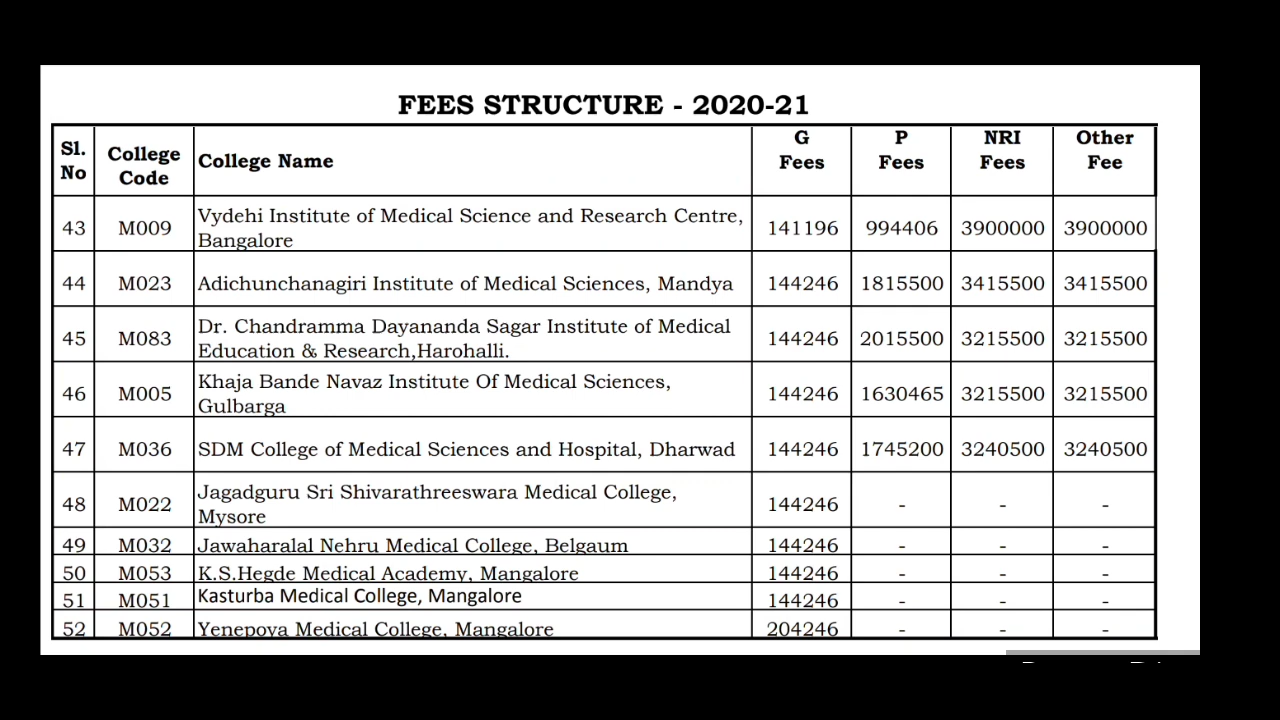 FEES STRUCTURE - 2020-21
Sl. No College Code College Name G Fees P Fees NRI Fees Other Fee
43 M009 Vydehi Institute of Medical Science and Research Centre, Bangalore 141196 994406 3900000 3900000
44 M023 Adichunchanagiri Institute of Medical Sciences, Mandya 144246 1815500 3415500 3415500
45 M083 Dr. Chandramma Dayananda Sagar Institute of Medical Education & Research,Harohalli. 144246 2015500 3215500 3215500
46 M005 Khaja Bande Navaz Institute Of Medical Sciences, Gulbarga 144246 1630465 3215500 3215500
47 M036 SDM College of Medical Sciences and Hospital, Dharwad 144246 1745200 3240500 3240500
48 M022 Jagadguru Sri Shivarathreeswara Medical College, Mysore 144246 - - -
49 M032 Jawaharalal Nehru Medical College, Belgaum 144246 - - -
50 M053 K.S.Hegde Medical Academy, Mangalore 144246 - - -
51 M051 Kasturba Medical College, Mangalore 144246 - - -
52 M052 Yenepoya Medical College, Mangalore 204246 - - -